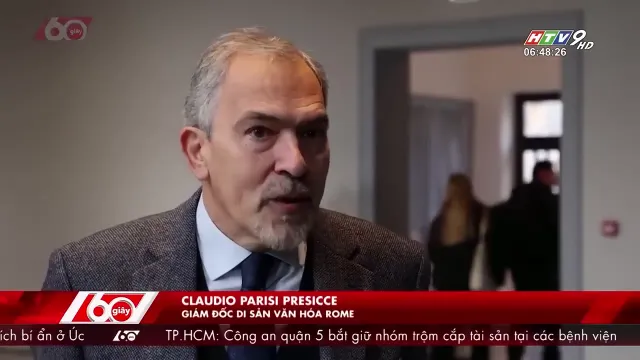 60 giây
HTV9 HD
06:48:26
60 giây
CLAUDIO PARISI PRESICCE
GIÁM ĐỐC DI SẢN VĂN HÓA ROME
ích bí ẩn ở Úc 60 giây TP.HCM: Công an quận 5 bắt giữ nhóm trộm cắp tài sản tại các bệnh viện